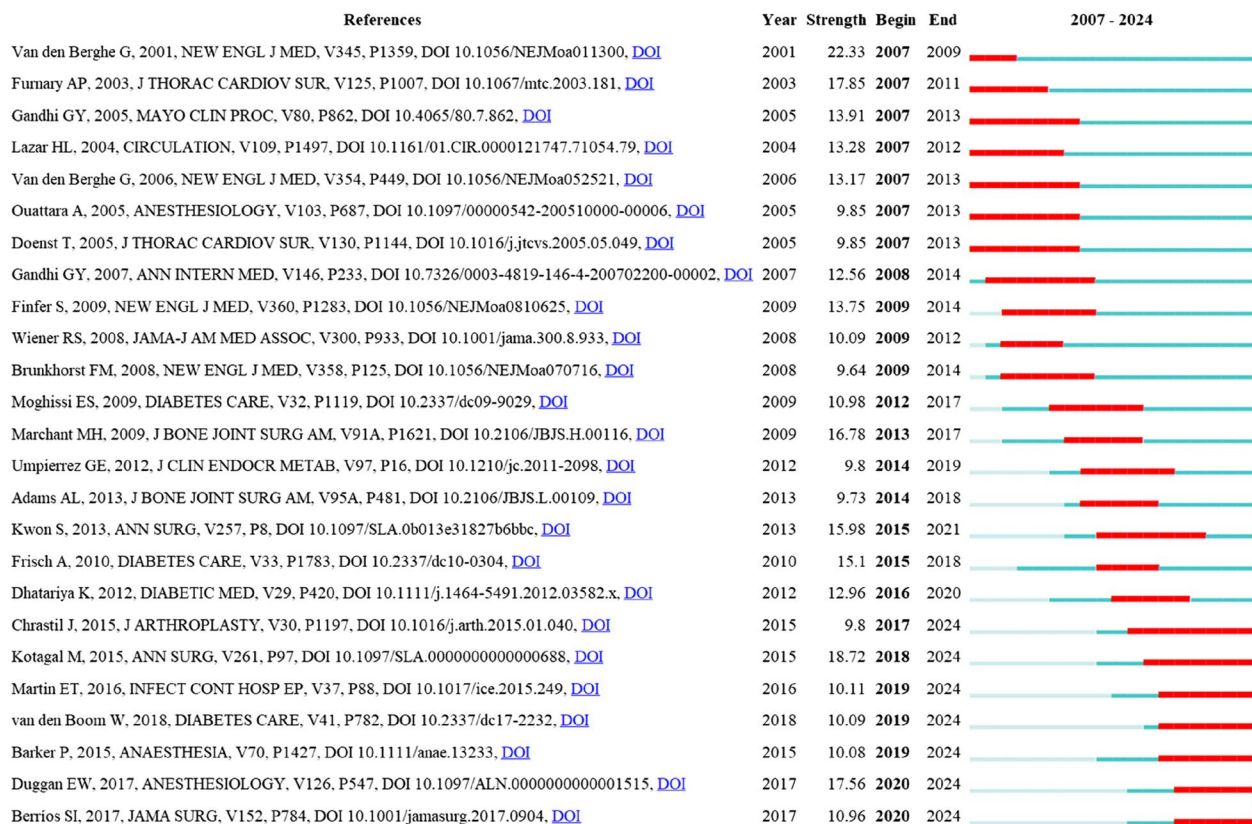 References Year Strength Begin End 2007 - 2024
Van den Berghe G, 2001, NEW ENGL J MED, V345, P1359, DOI 10.1056/NEJMoa011300, DOI 2001 22.33 2007 2009
Furnary AP, 2003, J THORAC CARDIOV SUR, V125, P1007, DOI 10.1067/mtc.2003.181, DOI 2003 17.85 2007 2011
Gandhi GY, 2005, MAYO CLIN PROC, V80, P862, DOI 10.4065/80.7.862, DOI 2005 13.91 2007 2013
Lazar HL, 2004, CIRCULATION, V109, P1497, DOI 10.1161/01.CIR.0000121747.71054.79, DOI 2004 13.28 2007 2012
Van den Berghe G, 2006, NEW ENGL J MED, V354, P449, DOI 10.1056/NEJMoa052521, DOI 2006 13.17 2007 2013
Ouattara A, 2005, ANESTHESIOLOGY, V103, P687, DOI 10.1097/00000542-200510000-00006, DOI 2005 9.85 2007 2013
Doenst T, 2005, J THORAC CARDIOV SUR, V130, P1144, DOI 10.1016/j.jtcvs.2005.05.049, DOI 2005 9.85 2007 2013
Gandhi GY, 2007, ANN INTERN MED, V146, P233, DOI 10.7326/0003-4819-146-4-200702200-00002, DOI 2007 12.56 2008 2014
Finfer S, 2009, NEW ENGL J MED, V360, P1283, DOI 10.1056/NEJMoa0810625, DOI 2009 13.75 2009 2014
Wiener RS, 2008, JAMA-J AM MED ASSOC, V300, P933, DOI 10.1001/jama.300.8.933, DOI 2008 10.09 2009 2012
Brunkhorst FM, 2008, NEW ENGL J MED, V358, P125, DOI 10.1056/NEJMoa070716, DOI 2008 9.64 2009 2014
Moghissi ES, 2009, DIABETES CARE, V32, P1119, DOI 10.2337/dc09-9029, DOI 2009 10.98 2012 2017
Marchant MH, 2009, J BONE JOINT SURG AM, V91A, P1621, DOI 10.2106/JBJS.H.00116, DOI 2009 16.78 2013 2017
Umpierrez GE, 2012, J CLIN ENDOCR METAB, V97, P16, DOI 10.1210/jc.2011-2098, DOI 2012 9.8 2014 2019
Adams AL, 2013, J BONE JOINT SURG AM, V95A, P481, DOI 10.2106/JBJS.L.00109, DOI 2013 9.73 2014 2018
Kwon S, 2013, ANN SURG, V257, P8, DOI 10.1097/SLA.0b013e31827b6bbc, DOI 2013 15.98 2015 2021
Frisch A, 2010, DIABETES CARE, V33, P1783, DOI 10.2337/dc10-0304, DOI 2010 15.1 2015 2018
Dhatariya K, 2012, DIABETIC MED, V29, P420, DOI 10.1111/j.1464-5491.2012.03582.x, DOI 2012 12.96 2016 2020
Chrastil J, 2015, J ARTHROPLASTY, V30, P1197, DOI 10.1016/j.arth.2015.01.040, DOI 2015 9.8 2017 2024
Kotagal M, 2015, ANN SURG, V261, P97, DOI 10.1097/SLA.0000000000000688, DOI 2015 18.72 2018 2024
Martin ET, 2016, INFECT CONT HOSP EP, V37, P88, DOI 10.1017/ice.2015.249, DOI 2016 10.11 2019 2024
van den Boom W, 2018, DIABETES CARE, V41, P782, DOI 10.2337/dc17-2232, DOI 2018 10.09 2019 2024
Barker P, 2015, ANAESTHESIA, V70, P1427, DOI 10.1111/anae.13233, DOI 2015 10.08 2019 2024
Duggan EW, 2017, ANESTHESIOLOGY, V126, P547, DOI 10.1097/ALN.0000000000001515, DOI 2017 17.56 2020 2024
Berríos SI, 2017, JAMA SURG, V152, P784, DOI 10.1001/jamasurg.2017.0904, DOI 2017 10.96 2020 2024